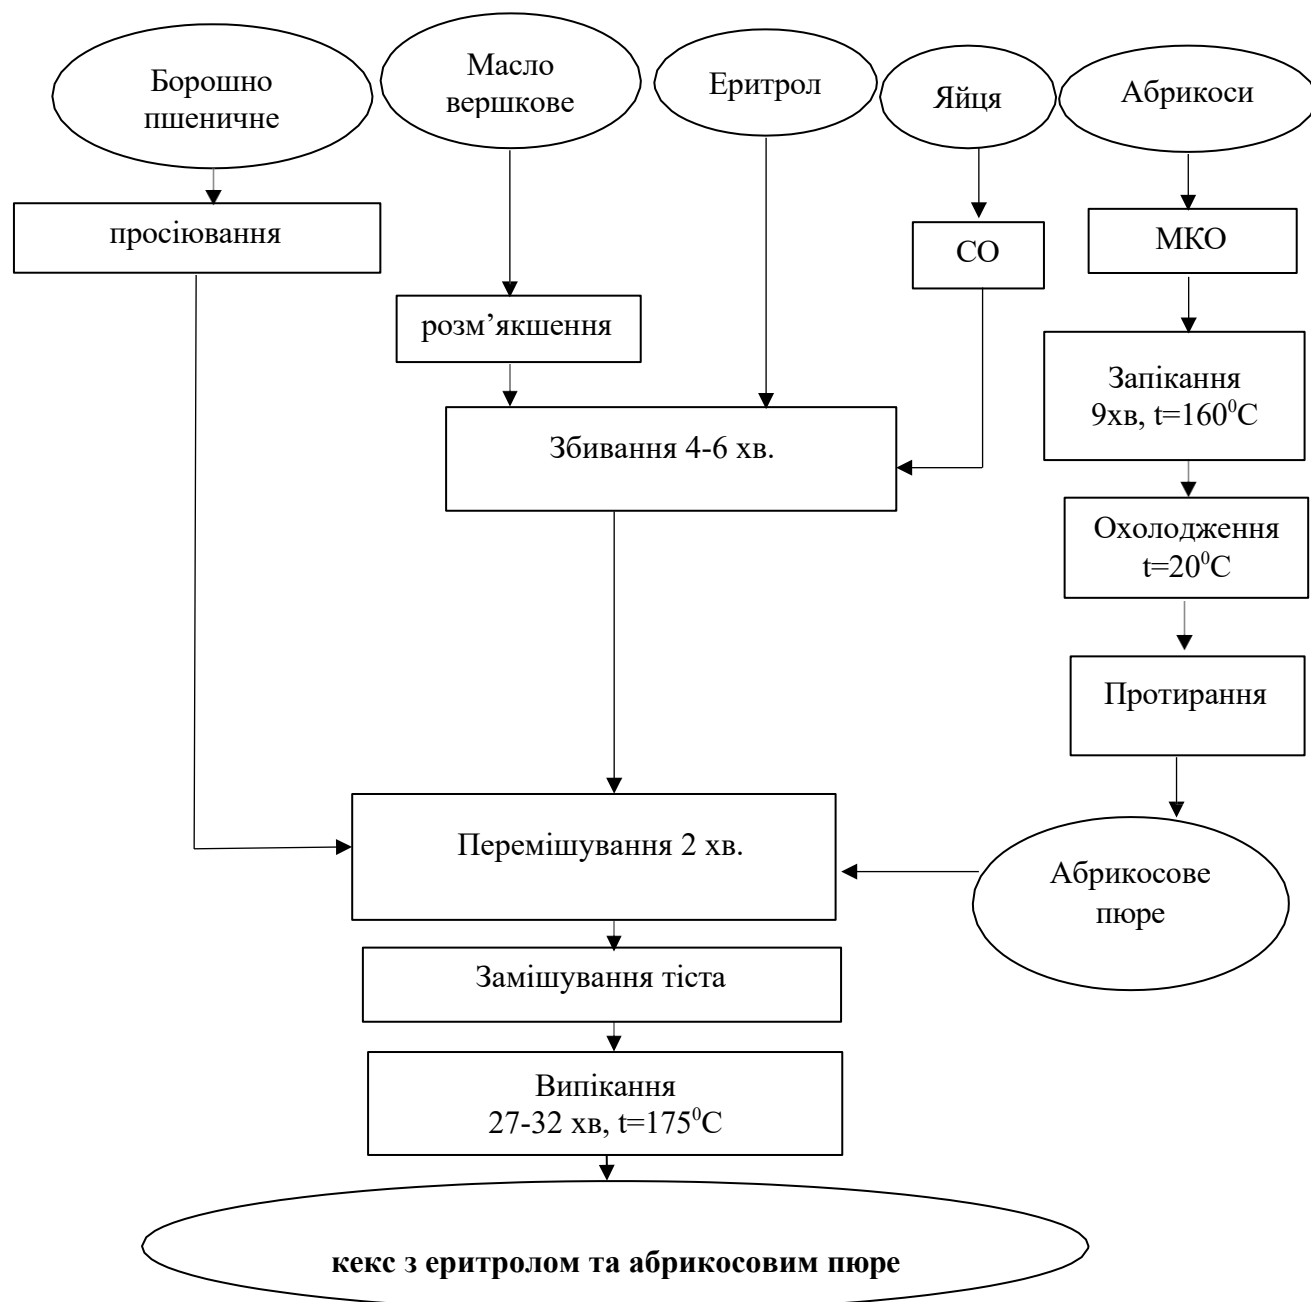 Борошно
пшеничне
Масло
вершкове
Еритрол
Яйця
Абрикоси
просіювання
СО
МКО
розм’якшення
Запікання
9хв, t=160⁰С
Збивання 4-6 хв.
Охолодження
t=20⁰С
Протирання
Перемішування 2 хв.
Абрикосове
пюре
Замішування тіста
Випікання
27-32 хв, t=175⁰С
кекс з еритролом та абрикосовим пюре